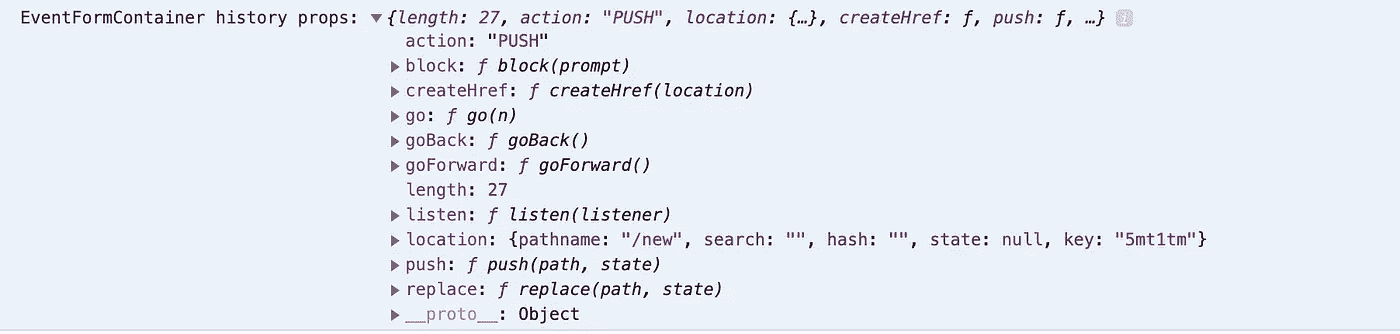 EventFormContainer history props: ▼{length: 27, action: "PUSH", location: {…}, createHref: ƒ, push: ƒ, …} i
action: "PUSH"
▶ block: ƒ block(prompt)
▶ createHref: ƒ createHref(location)
▶ go: ƒ go(n)
▶ goBack: ƒ goBack()
▶ goForward: ƒ goForward()
length: 27
▶ listen: ƒ listen(listener)
▶ location: {pathname: "/new", search: "", hash: "", state: null, key: "5mt1tm"}
▶ push: ƒ push(path, state)
▶ replace: ƒ replace(path, state)
▶ __proto__: Object